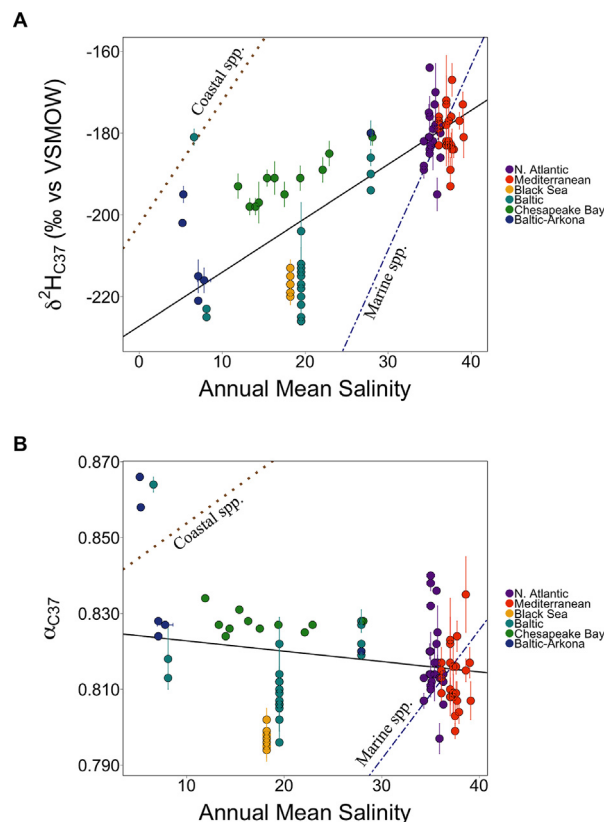 A
-160
-180
-200
-220
δ²H_C37 (‰ vs VSMOW)
Coastal spp.
Marine spp.
0 10 20 30 40
Annual Mean Salinity
N. Atlantic
Mediterranean
Black Sea
Baltic
Chesapeake Bay
Baltic-Arkona
B
0.870
0.850
0.830
0.810
0.790
α_C37
Coastal spp.
Marine spp.
10 20 30 40
Annual Mean Salinity
N. Atlantic
Mediterranean
Black Sea
Baltic
Chesapeake Bay
Baltic-Arkona